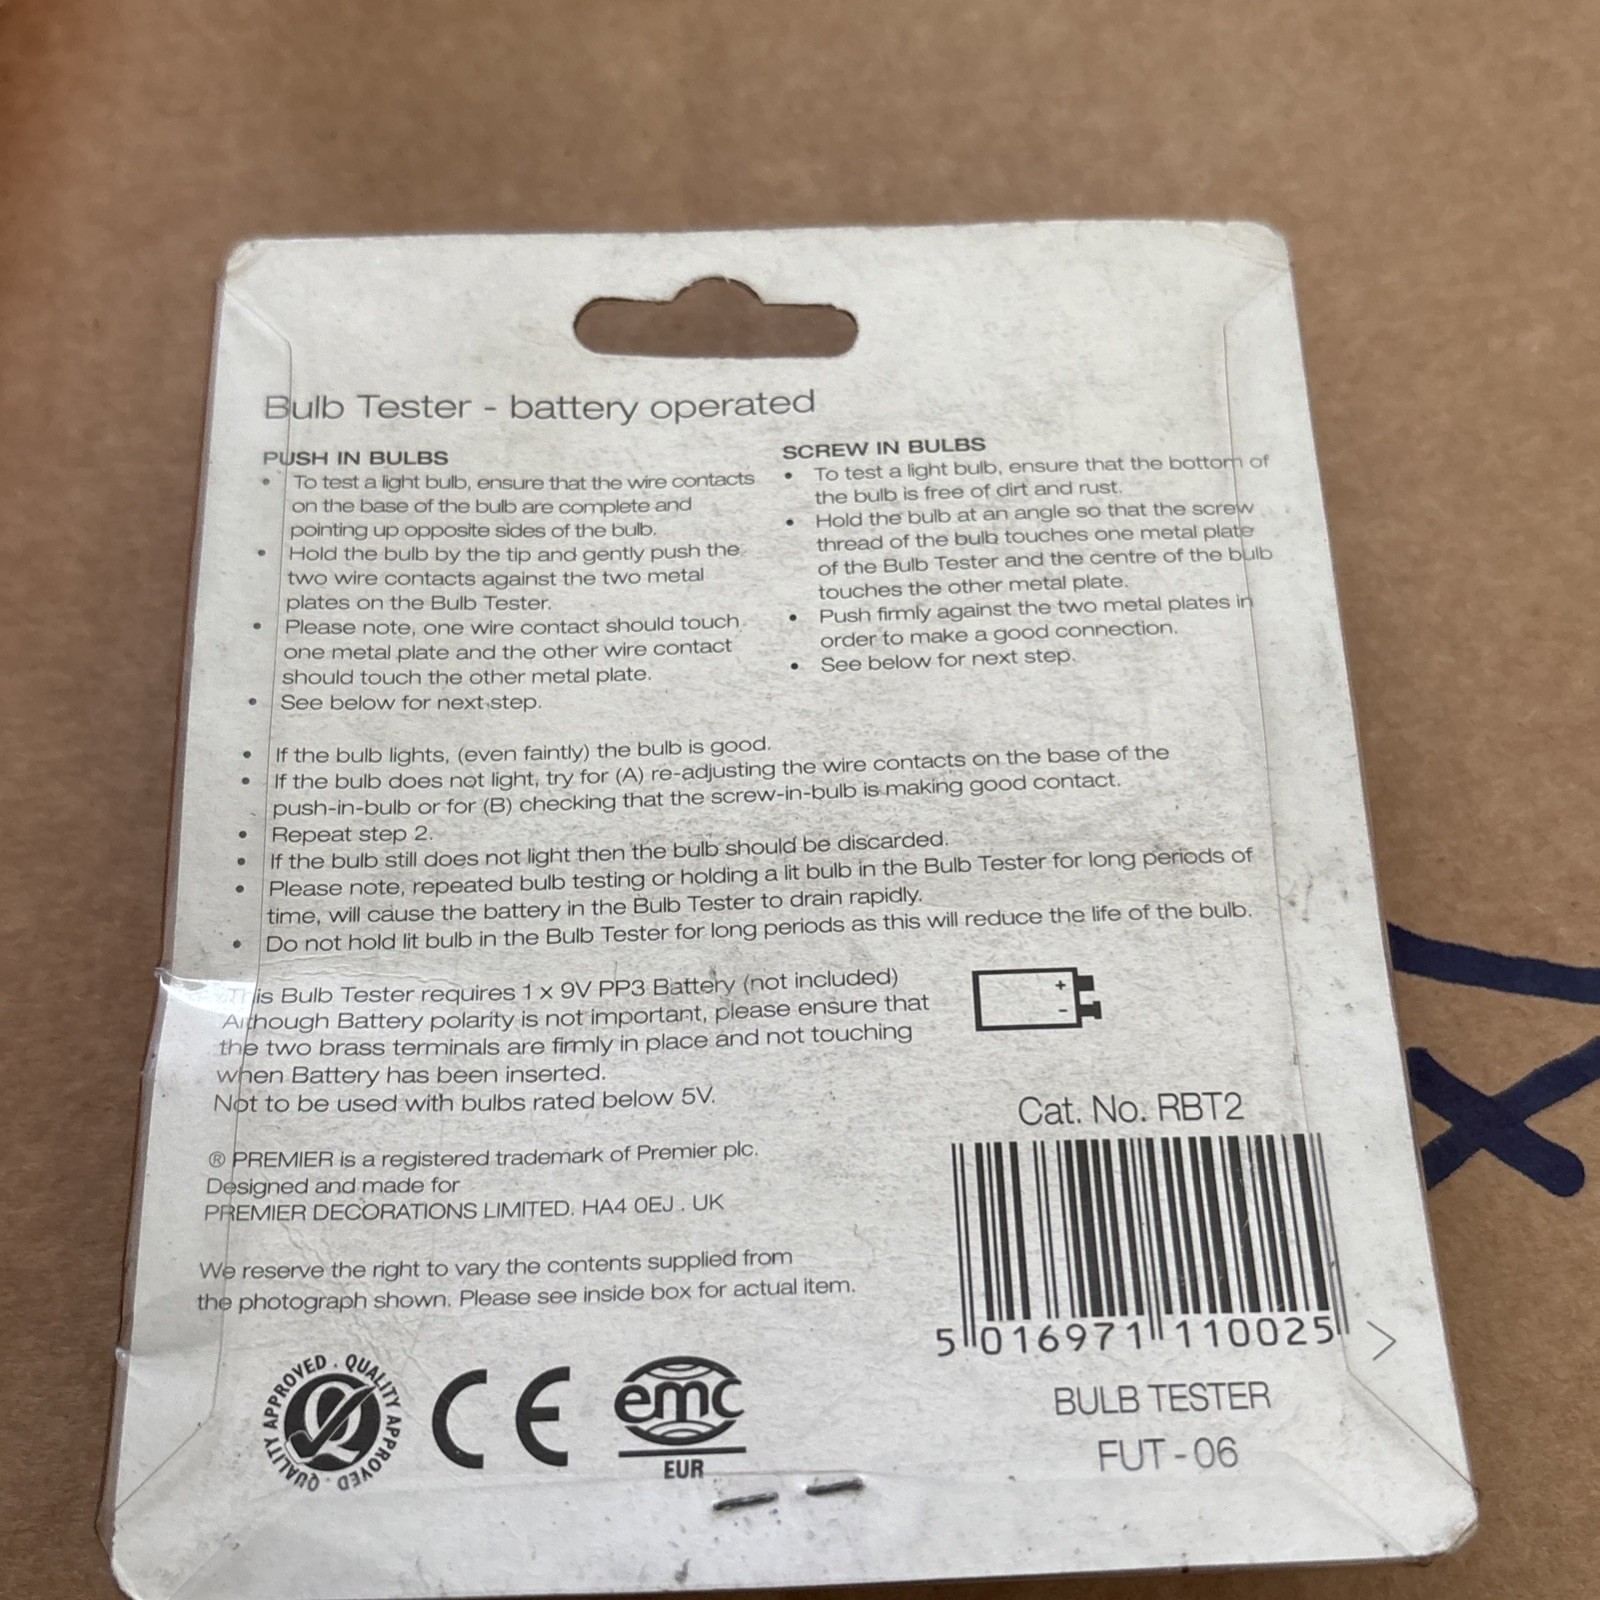 Bulb Tester - battery operated
PUSH IN BULBS
• To test a light bulb, ensure that the wire contacts
on the base of the bulb are complete and
pointing up opposite sides of the bulb.
• Hold the bulb by the tip and gently push the
two wire contacts against the two metal
plates on the Bulb Tester.
• Please note, one wire contact should touch
one metal plate and the other wire contact
should touch the other metal plate.
• See below for next step.
SCREW IN BULBS
• To test a light bulb, ensure that the bottom of
the bulb is free of dirt and rust.
• Hold the bulb at an angle so that the screw
thread of the bulb touches one metal plate
of the Bulb Tester and the centre of the bulb
touches the other metal plate.
• Push firmly against the two metal plates in
order to make a good connection.
• See below for next step.
• If the bulb lights, (even faintly) the bulb is good.
• If the bulb does not light, try for (A) re-adjusting the wire contacts on the base of the
push-in-bulb or for (B) checking that the screw-in-bulb is making good contact.
• Repeat step 2.
• If the bulb still does not light then the bulb should be discarded.
• Please note, repeated bulb testing or holding a lit bulb in the Bulb Tester for long periods of
time, will cause the battery in the Bulb Tester to drain rapidly.
• Do not hold lit bulb in the Bulb Tester for long periods as this will reduce the life of the bulb.
This Bulb Tester requires 1 x 9V PP3 Battery (not included)
Although Battery polarity is not important, please ensure that
the two brass terminals are firmly in place and not touching
when Battery has been inserted.
Not to be used with bulbs rated below 5V.
+
-
® PREMIER is a registered trademark of Premier plc.
Designed and made for
PREMIER DECORATIONS LIMITED. HA4 0EJ . UK
We reserve the right to vary the contents supplied from
the photograph shown. Please see inside box for actual item.
Cat. No. RBT2
5 016971 110025 >
BULB TESTER
FUT - 06
QUALITY APPROVED · QUALITY APPROVED ·
CE
emc
EUR